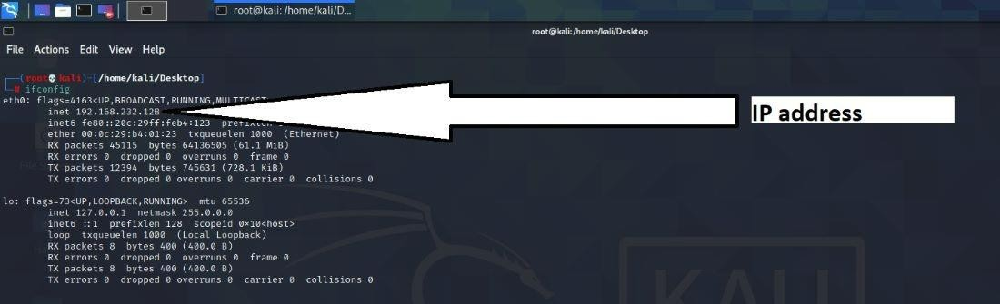 root@kali: /home/kali/D...
root@kali: /home/kali/Desktop
File Actions Edit View Help
(root💀kali)-[/home/kali/Desktop]
# ifconfig
eth0: flags=4163<UP,BROADCAST,RUNNING,MULTICAST
inet 192.168.232.128
inet6 fe80::20c:29ff:feb4:123 prefixlen
ether 00:0c:29:b4:01:23 txqueuelen 1000 (Ethernet)
RX packets 45115 bytes 64136505 (61.1 MiB)
RX errors 0 dropped 0 overruns 0 frame 0
TX packets 12394 bytes 745631 (728.1 KiB)
TX errors 0 dropped 0 overruns 0 carrier 0 collisions 0
IP address
lo: flags=73<UP,LOOPBACK,RUNNING> mtu 65536
inet 127.0.0.1 netmask 255.0.0.0
inet6 ::1 prefixlen 128 scopeid 0×10<host>
loop txqueuelen 1000 (Local Loopback)
RX packets 8 bytes 400 (400.0 B)
RX errors 0 dropped 0 overruns 0 frame 0
TX packets 8 bytes 400 (400.0 B)
TX errors 0 dropped 0 overruns 0 carrier 0 collisions 0
KALI